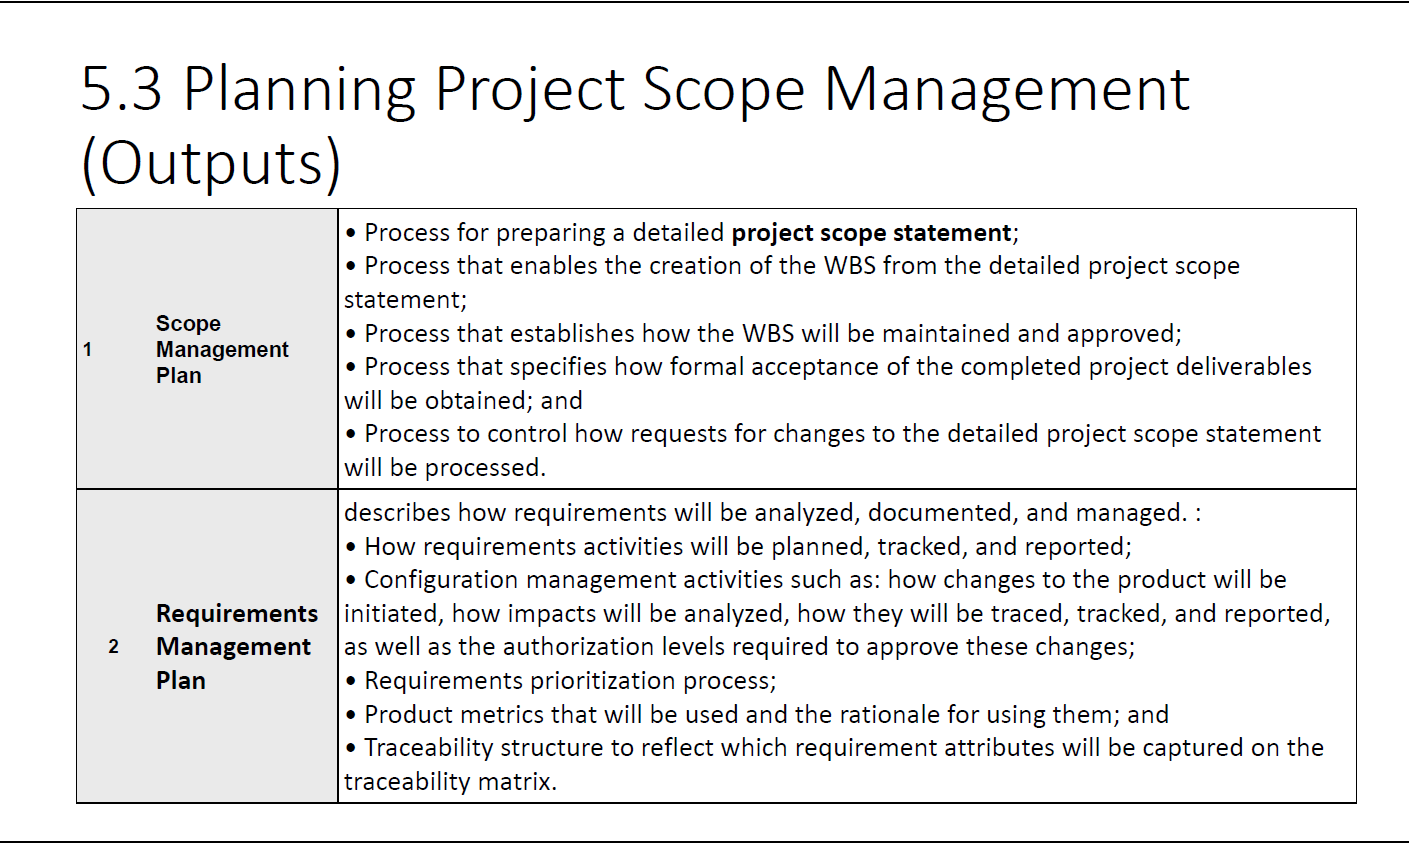 5.3 Planning Project Scope Management
(Outputs)
1
Scope
Management
Plan
• Process for preparing a detailed project scope statement;
• Process that enables the creation of the WBS from the detailed project scope
statement;
• Process that establishes how the WBS will be maintained and approved;
• Process that specifies how formal acceptance of the completed project deliverables
will be obtained; and
• Process to control how requests for changes to the detailed project scope statement
will be processed.
2
Requirements
Management
Plan
describes how requirements will be analyzed, documented, and managed. :
• How requirements activities will be planned, tracked, and reported;
• Configuration management activities such as: how changes to the product will be
initiated, how impacts will be analyzed, how they will be traced, tracked, and reported,
as well as the authorization levels required to approve these changes;
• Requirements prioritization process;
• Product metrics that will be used and the rationale for using them; and
• Traceability structure to reflect which requirement attributes will be captured on the
traceability matrix.